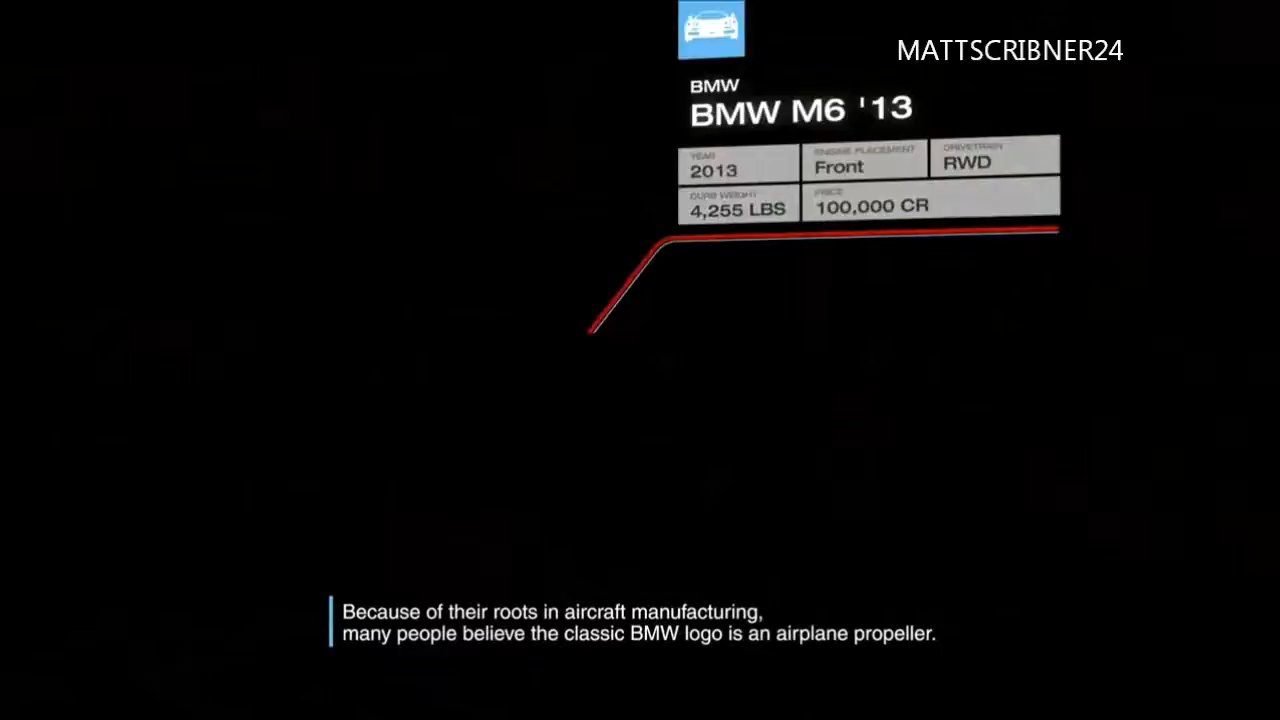 MATTSCRIBNER24
BMW
BMW M6 '13
YEAR
2013
ENGINE PLACEMENT
Front
DRIVETRAIN
RWD
CURB WEIGHT
4,255 LBS
PRICE
100,000 CR
Because of their roots in aircraft manufacturing,
many people believe the classic BMW logo is an airplane propeller.